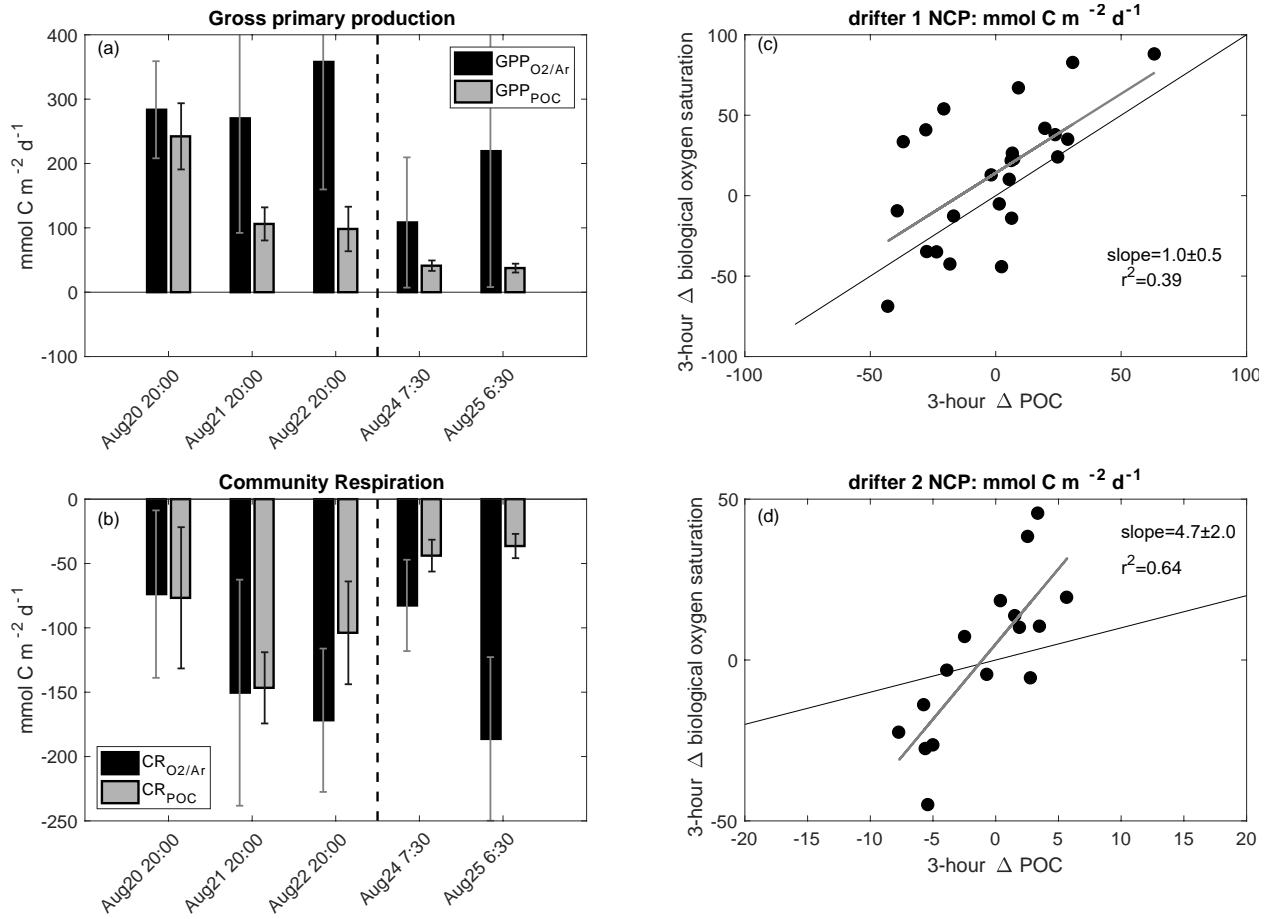 Gross primary production
(a)
400
300
200
100
0
-100
mmol C m -2 d-1
GPPO2/Ar
GPPPOC
Aug20 20:00
Aug21 20:00
Aug22 20:00
Aug24 7:30
Aug25 6:30
drifter 1 NCP: mmol C m -2 d-1
(c)
100
50
0
-50
-100
3-hour Δ biological oxygen saturation
slope=1.0±0.5
r2=0.39
-100 -50 0 50 100
3-hour Δ POC
Community Respiration
(b)
0
-50
-100
-150
-200
-250
mmol C m -2 d-1
CRO2/Ar
CRPOC
Aug20 20:00
Aug21 20:00
Aug22 20:00
Aug24 7:30
Aug25 6:30
drifter 2 NCP: mmol C m -2 d-1
(d)
50
0
-50
3-hour Δ biological oxygen saturation
slope=4.7±2.0
r2=0.64
-20 -15 -10 -5 0 5 10 15 20
3-hour Δ POC